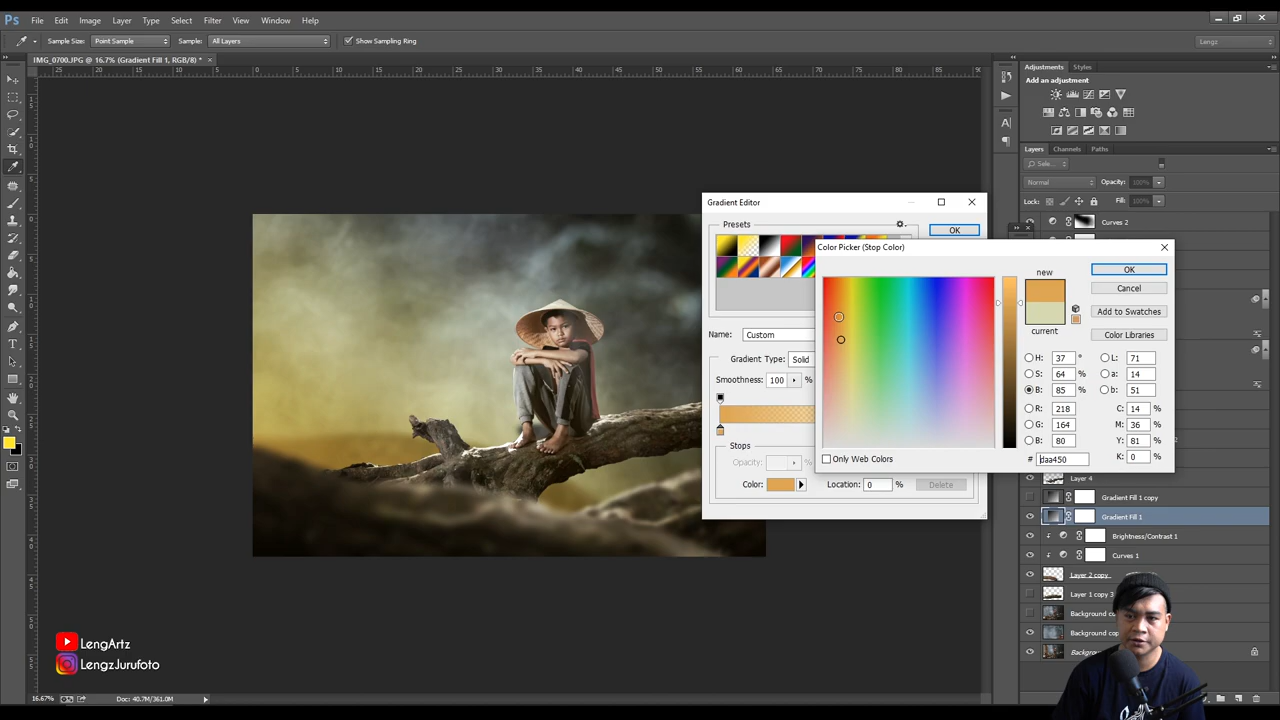 Ps File Edit Image Layer Type Select Filter View Window Help
Sample Size: Point Sample Sample: All Layers Show Sampling Ring Lengz
IMG_0700.JPG @ 16.7% (Gradient Fill 1, RGB/8) * ×
Adjustments Styles
Add an adjustment
Layers Channels Paths
Normal Opacity: 100%
Lock: Fill: 100%
Curves 2
Gradient Editor
Presets
OK
Name: Custom
Gradient Type: Solid
Smoothness: 100 %
Stops
Opacity: %
Color: Location: 0 % Delete
Color Picker (Stop Color)
new
current
OK
Cancel
Add to Swatches
Color Libraries
H: 37 °
S: 64 %
B: 85 %
R: 218
G: 164
B: 80
L: 71
a: 14
b: 51
C: 14 %
M: 36 %
Y: 81 %
K: 0 %
# daa450
Only Web Colors
Layer 4
Gradient Fill 1 copy
Gradient Fill 1
Brightness/Contrast 1
Curves 1
Layer 2 copy
Layer 1 copy 3
Background
Background
LengArtz
LengzJurufoto
16.67% Doc: 40.7M/361.0M